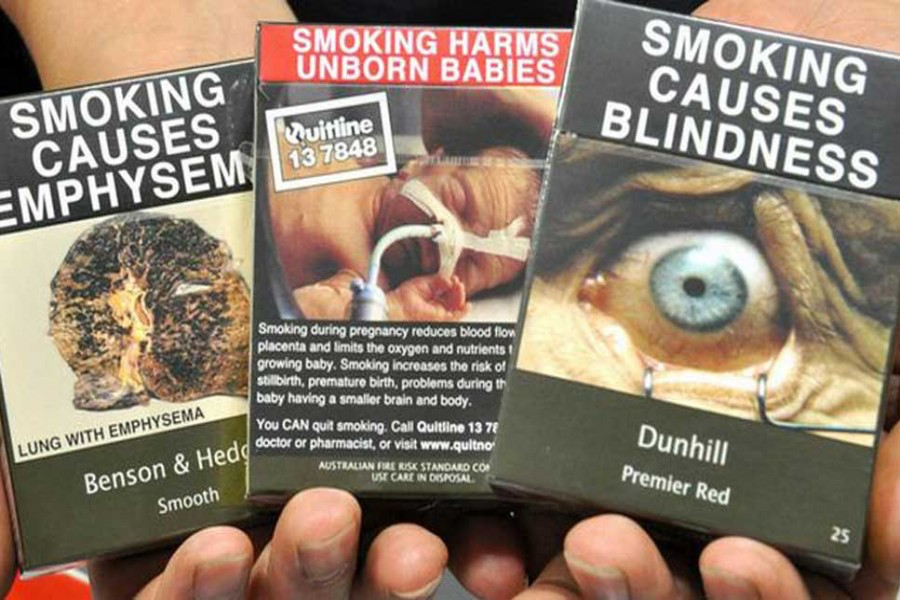 SMOKING
CAUSES
EMPHYSEM
LUNG WITH EMPHYSEMA
Benson & Hedg
Smooth
SMOKING HARMS
UNBORN BABIES
Quitline
13 7848
Smoking during pregnancy reduces blood flow
placenta and limits the oxygen and nutrients
growing baby. Smoking increases the risk of
stillbirth, premature birth, problems during th
baby having a smaller brain and body.
You CAN quit smoking. Call Quitline 13 78
doctor or pharmacist, or visit www.quitno
AUSTRALIAN FIRE RISK STANDARD COM
USE CARE IN DISPOSAL.
SMOKING
CAUSES
BLINDNESS
Dunhill
Premier Red
25